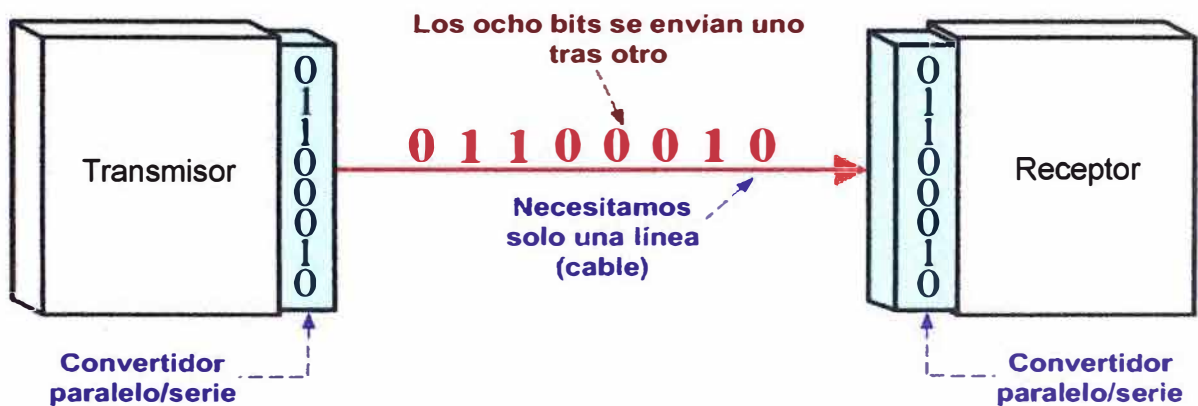 Los ocho bits se envían uno
tras otro
Transmisor
0
1
1
0
0
0
1
0
0 1 1 0 0 0 1 0
Necesitamos
solo una línea
(cable)
0
1
1
0
0
0
1
0
Receptor
Convertidor
paralelo/serie
Convertidor
paralelo/serie